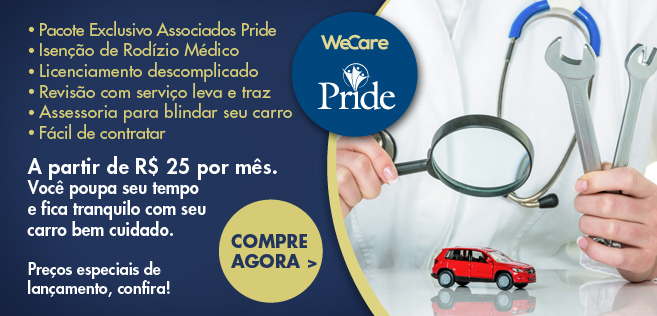 • Pacote Exclusivo Associados Pride
• Isenção de Rodízio Médico
• Licenciamento descomplicado
• Revisão com serviço leva e traz
• Assessoria para blindar seu carro
• Fácil de contratar
A partir de R$ 25 por mês.
Você poupa seu tempo
e fica tranquilo com seu
carro bem cuidado.
Preços especiais de
lançamento, confira!
COMPRE
AGORA >
WeCare
Pride